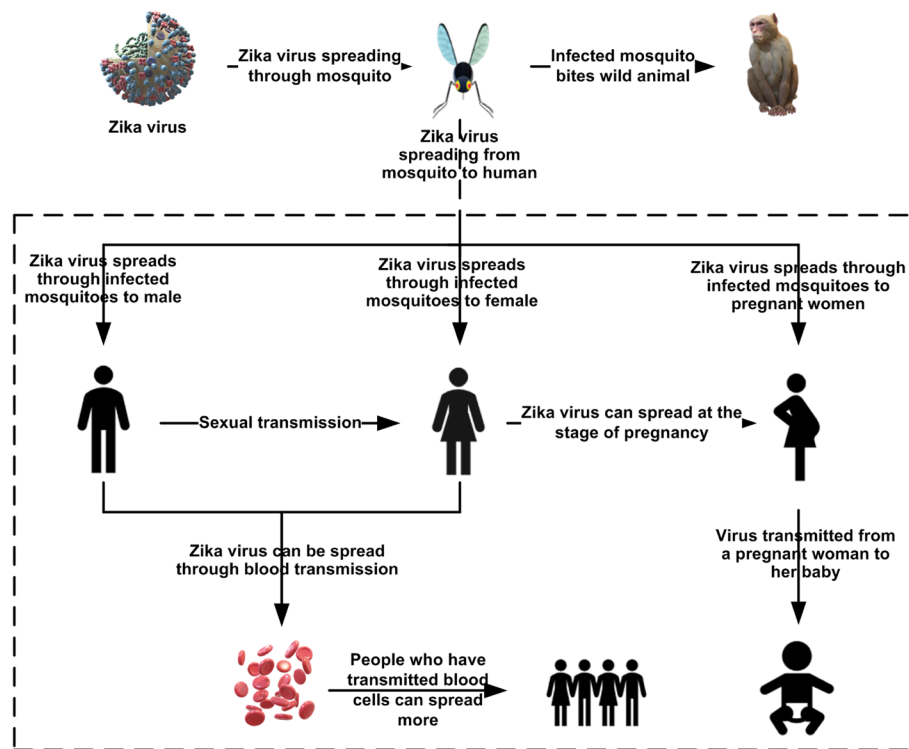 Zika virus spreading
through mosquito
Infected mosquito
bites wild animal
Zika virus
Zika virus
spreading from
mosquito to human
Zika virus spreads
through infected
mosquitoes to male
Zika virus spreads
through infected
mosquitoes to female
Zika virus spreads through
infected mosquitoes to
pregnant women
Sexual transmission
Zika virus can spread at the
stage of pregnancy
Zika virus can be spread
through blood transmission
Virus transmitted from
a pregnant woman to
her baby
People who have
transmitted blood
cells can spread
more